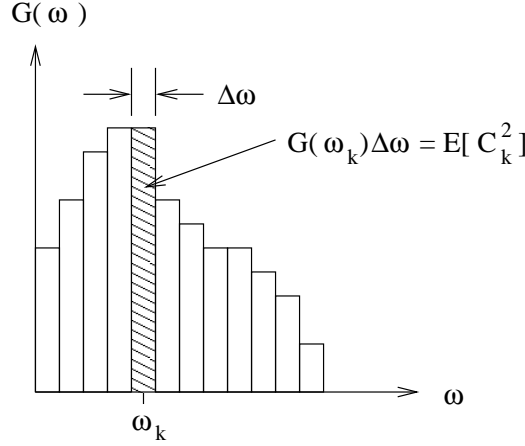 G(ω)
Δω
G(ω_k)Δω = E[ C_k^2 ]
ω
ω_k